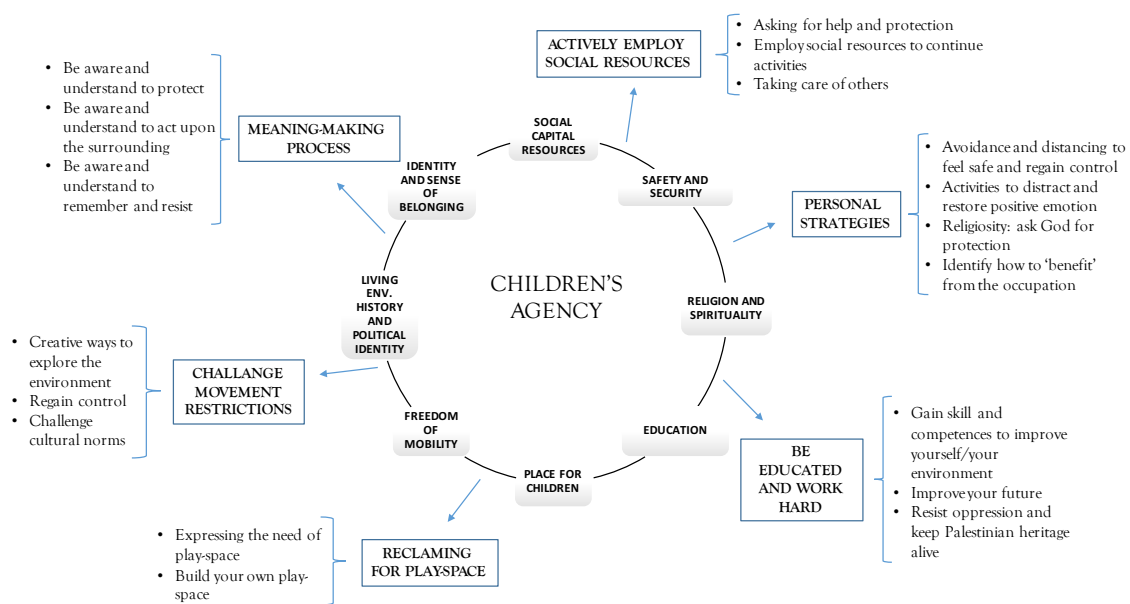 • Asking for help and protection
• Employ social resources to continue
activities
• Taking care of others
ACTIVELY EMPLOY
SOCIAL RESOURCES
• Be aware and
understand to protect
• Be aware and
understand to act upon
the surrounding
• Be aware and
understand to
remember and resist
MEANING-MAKING
PROCESS
SOCIAL
CAPITAL
RESOURCES
IDENTITY
AND SENSE
OF
BELONGING
SAFETY AND
SECURITY
• Avoidance and distancing to
feel safe and regain control
• Activities to distract and
restore positive emotion
• Religiosity: ask God for
protection
• Identify how to ‘benefit’
from the occupation
PERSONAL
STRATEGIES
CHILDREN’S
AGENCY
LIVING
ENV.
HISTORY
AND
POLITICAL
IDENTITY
RELIGION AND
SPIRITUALITY
• Creative ways to
explore the
environment
• Regain control
• Challenge
cultural norms
CHALLANGE
MOVEMENT
RESTRICTIONS
FREEDOM
OF
MOBILITY
EDUCATION
PLACE FOR
CHILDREN
BE
EDUCATED
AND WORK
HARD
• Gain skill and
competences to improve
yourself/your
environment
• Improve your future
• Resist oppression and
keep Palestinian heritage
alive
• Expressing the need of
play-space
• Build your own play-
space
RECLAMING
FOR PLAY-SPACE